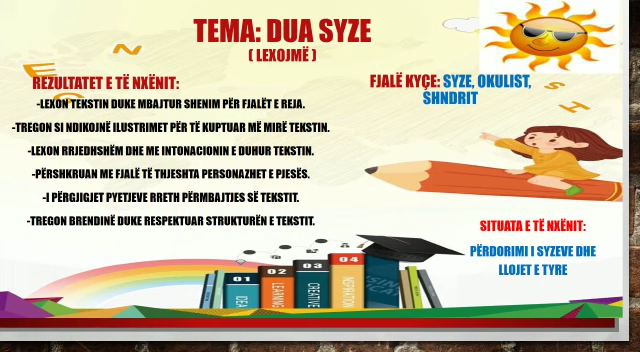 TEMA: DUA SYZE
( LEXOJMË )
REZULTATET E TË NXËNIT:
-LEXON TEKSTIN DUKE MBAJTUR SHENIM PËR FJALËT E REJA.
-TREGON SI NDIKOJNË ILUSTRIMET PËR TË KUPTUAR MË MIRË TEKSTIN.
-LEXON RRJEDHSHËM DHE ME INTONACIONIN E DUHUR TEKSTIN.
-PËRSHKRUAN ME FJALË TË THJESHTA PERSONAZHET E PJESËS.
-I PËRGJIGJET PYETJEVE RRETH PËRMBAJTJES SË TEKSTIT.
-TREGON BRENDINË DUKE RESPEKTUAR STRUKTURËN E TEKSTIT.
FJALË KYÇE: SYZE, OKULIST,
SHNDRIT
SITUATA E TË NXËNIT:
PËRDORIMI I SYZEVE DHE
LLOJET E TYRE
01
IDEA
02
LEARNING
03
CREATIVE
04
INSPIRATION
E
N
S
H